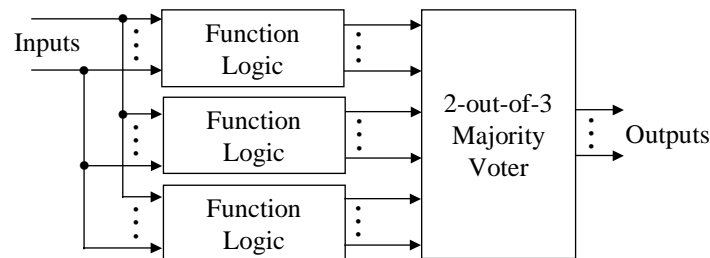 Inputs
Function
Logic
Function
Logic
Function
Logic
2-out-of-3
Majority
Voter
Outputs